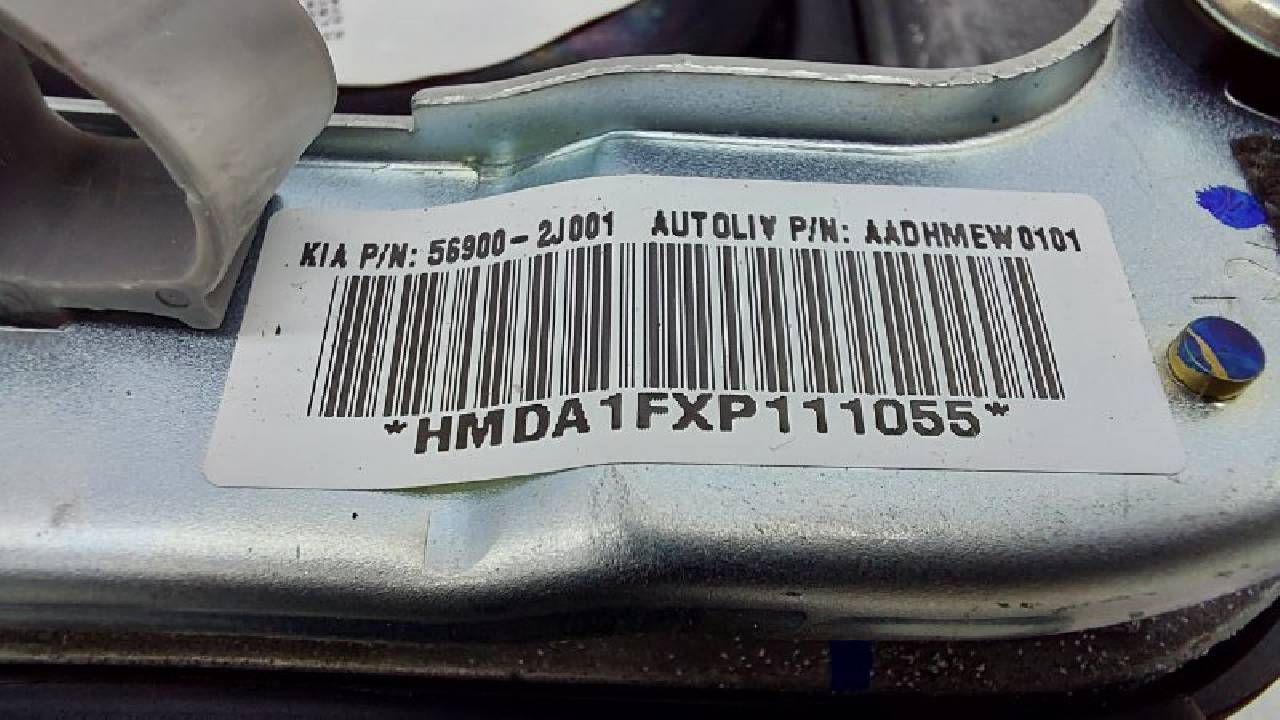 KIA P/N: 56900-2J001 AUTOLIV P/N: AADHMEW0101
*HMDA1FXP111055*